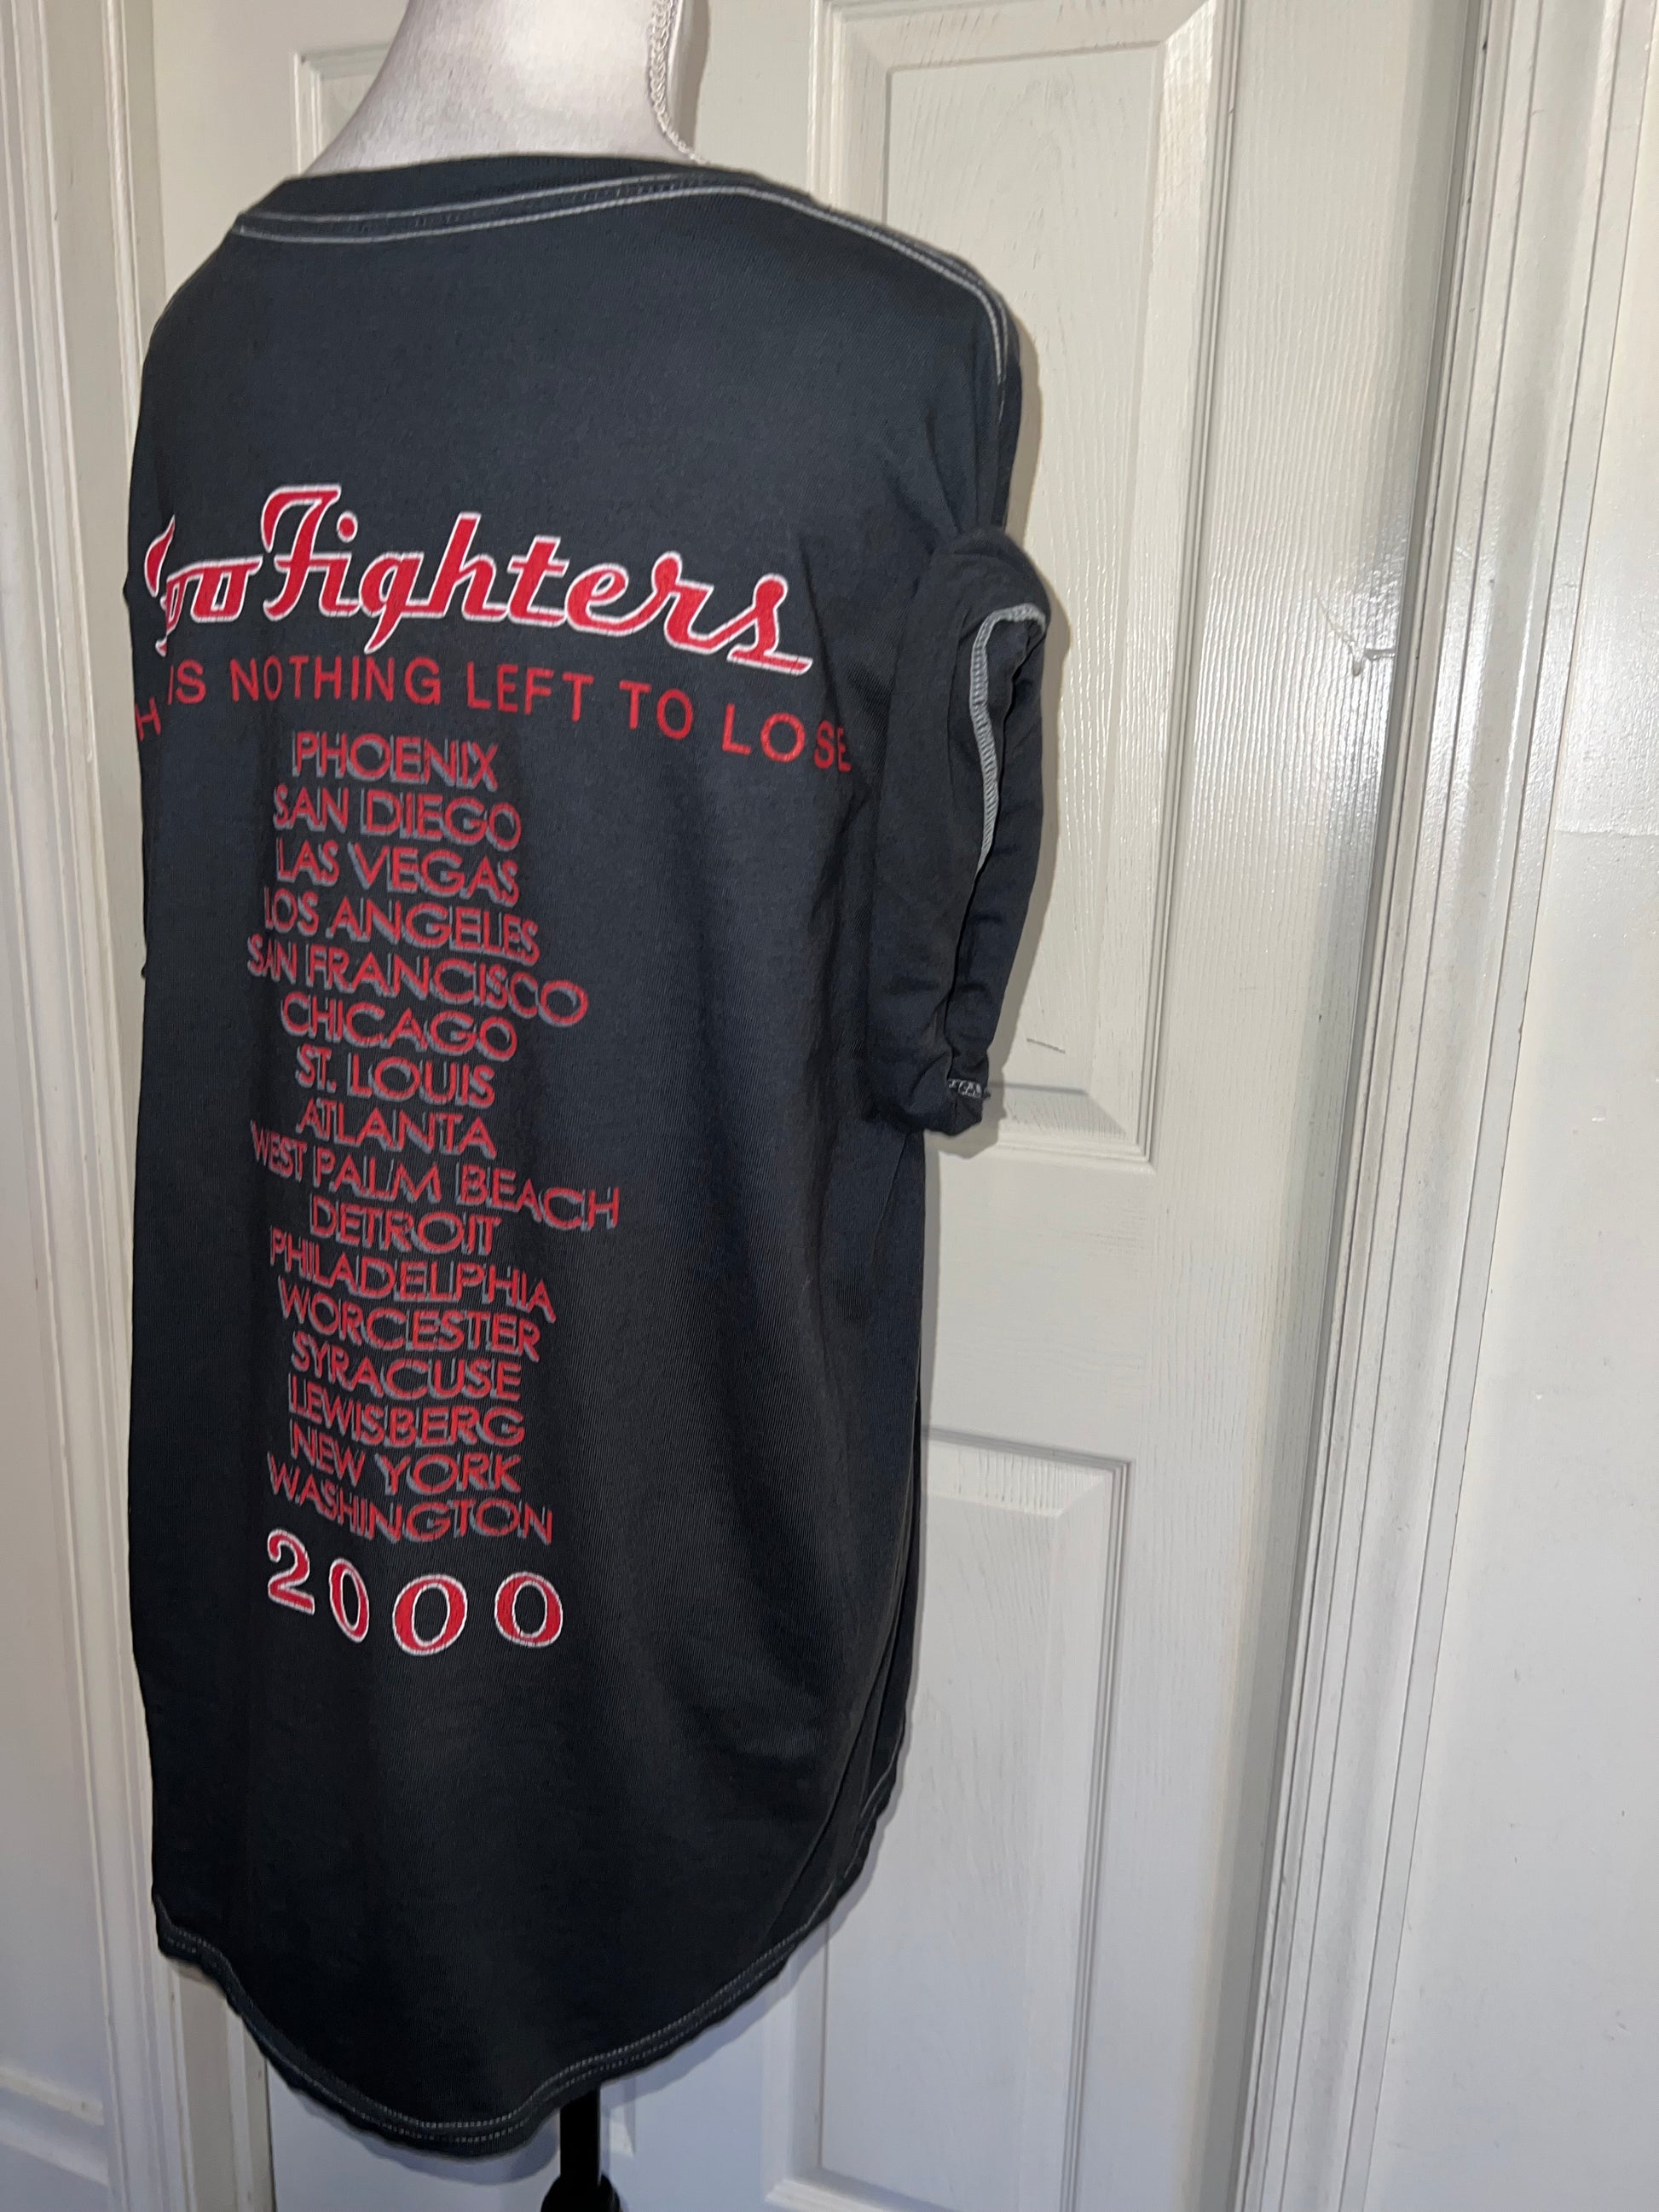 Foo Fighters
IS NOTHING LEFT TO LOSE
PHOENIX
SAN DIEGO
LAS VEGAS
LOS ANGELES
SAN FRANCISCO
CHICAGO
ST. LOUIS
ATLANTA
WEST PALM BEACH
DETROIT
PHILADELPHIA
WORCESTER
SYRACUSE
LEWISBERG
NEW YORK
WASHINGTON
2000